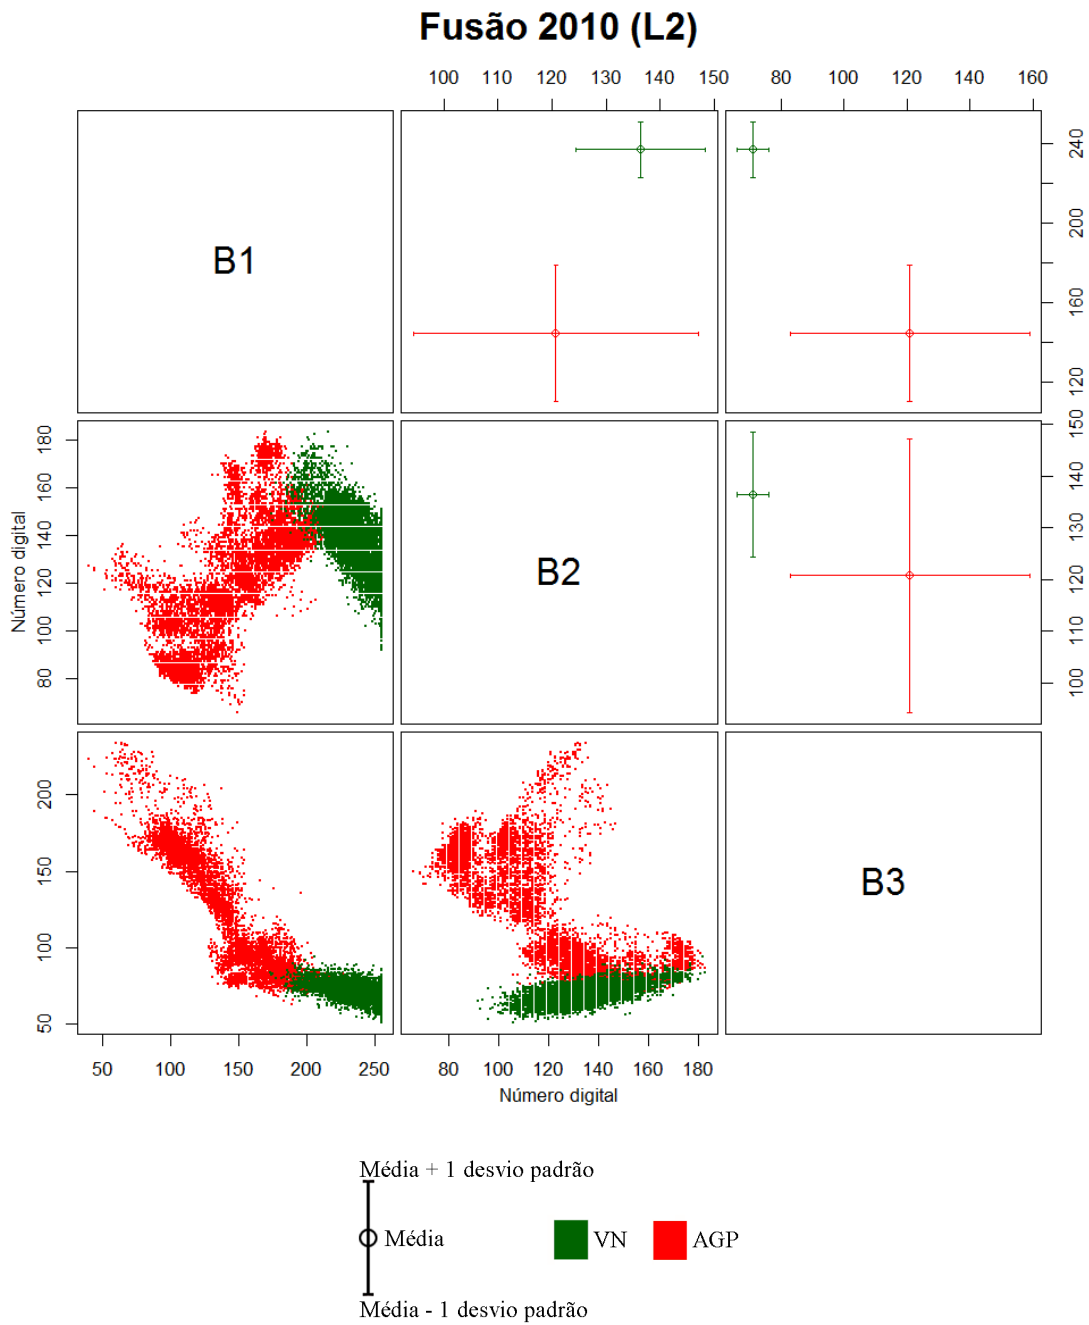 Fusão 2010 (L2)
100 110 120 130 140 150
80 100 120 140 160
B1
240
200
160
120
180
160
140
120
100
80
Número digital
B2
150
140
130
120
110
100
200
150
100
50
B3
50 100 150 200 250
80 100 120 140 160 180
Número digital
Média + 1 desvio padrão
Média
VN
AGP
Média - 1 desvio padrão